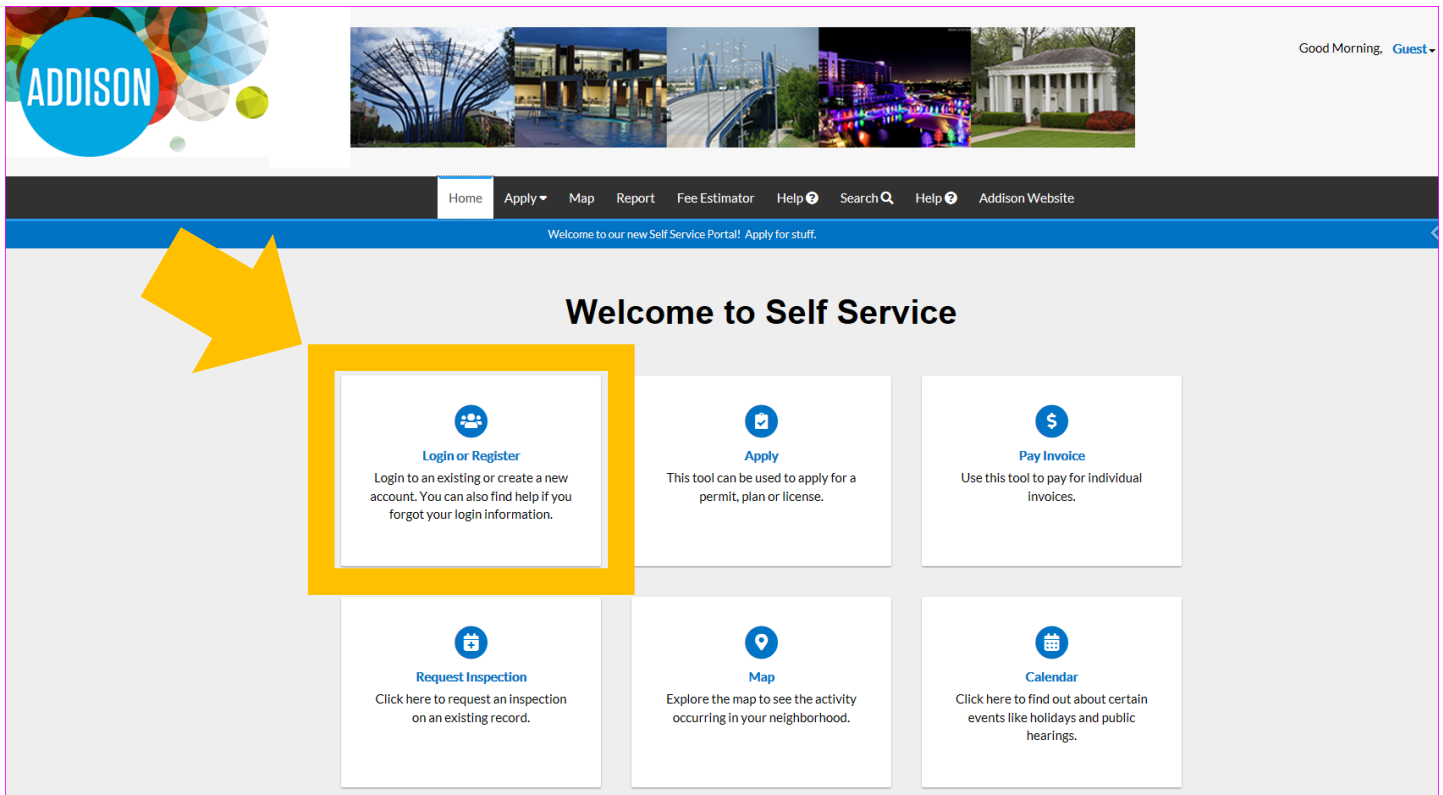 ADDISON
Good Morning, Guest
Home Apply Map Report Fee Estimator Help Search Help Addison Website
Welcome to our new Self Service Portal! Apply for stuff.
Welcome to Self Service
Login or Register
Login to an existing or create a new
account. You can also find help if you
forgot your login information.
Apply
This tool can be used to apply for a
permit, plan or license.
Pay Invoice
Use this tool to pay for individual
invoices.
Request Inspection
Click here to request an inspection
on an existing record.
Map
Explore the map to see the activity
occurring in your neighborhood.
Calendar
Click here to find out about certain
events like holidays and public
hearings.